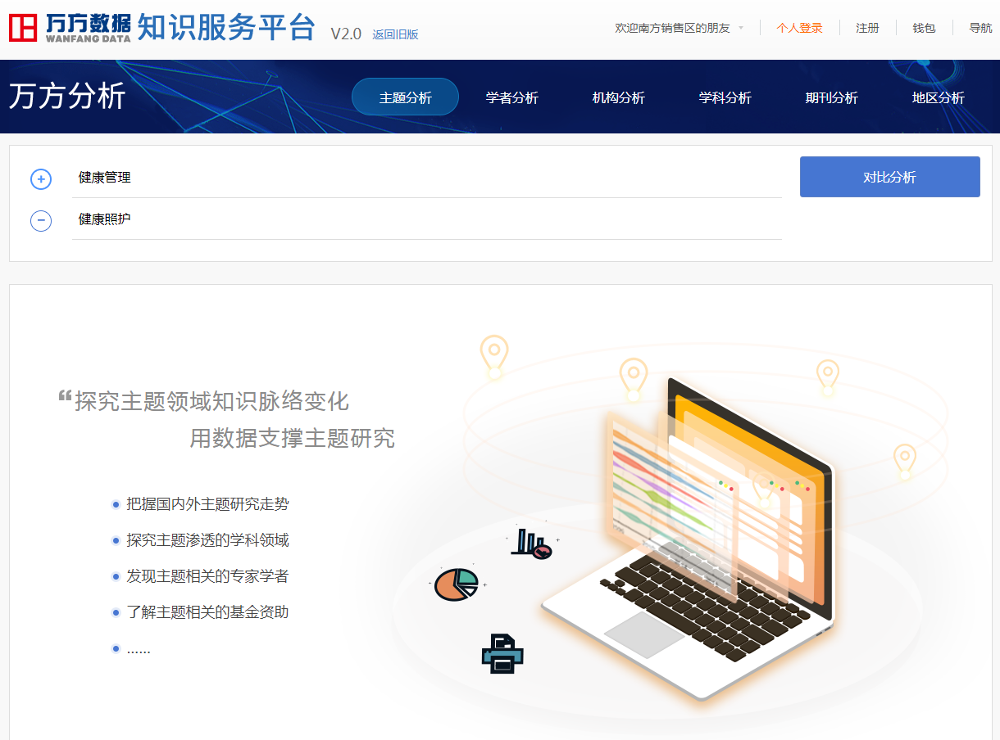 万方数据 知识服务平台 V2.0 返回旧版
WANFANG DATA
欢迎南方销售区的朋友 个人登录 注册 钱包 导航
万方分析 主题分析 学者分析 机构分析 学科分析 期刊分析 地区分析
健康管理 对比分析
健康照护
“探究主题领域知识脉络变化
用数据支撑主题研究
把握国内外主题研究走势
探究主题渗透的学科领域
发现主题相关的专家学者
了解主题相关的基金资助
......